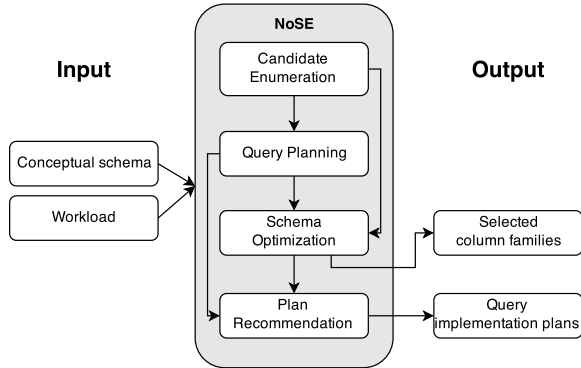 NoSE
Input
Output
Candidate
Enumeration
Query Planning
Conceptual schema
Workload
Schema
Optimization
Selected
column families
Plan
Recommendation
Query
implementation plans